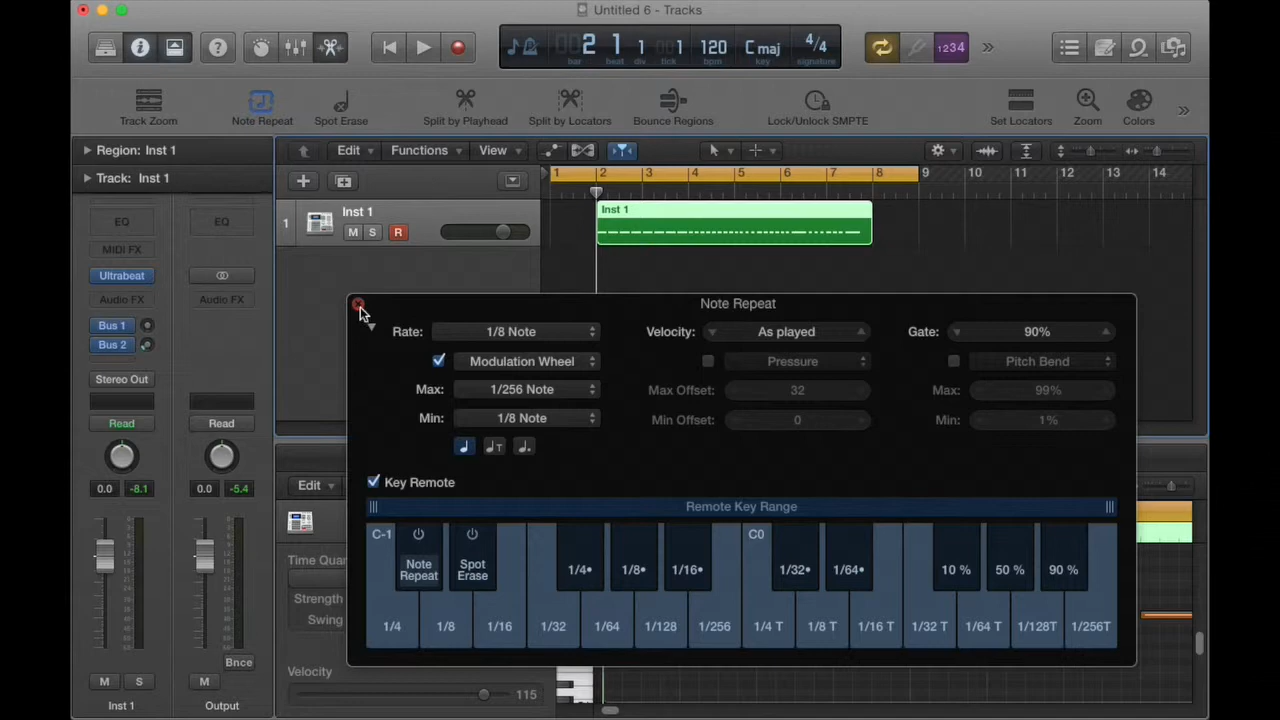 Untitled 6 - Tracks
2 1 1 1 120 C maj 4/4
bar beat div tick bpm key signature
1234
Track Zoom Note Repeat Spot Erase Split by Playhead Split by Locators Bounce Regions Lock/Unlock SMPTE Set Locators Zoom Colors
Region: Inst 1
Edit Functions View
Track: Inst 1
1 2 3 4 5 6 7 8 9 10 11 12 13 14
EQ EQ
1 Inst 1
M S R
Inst 1
MIDI FX
Ultrabeat
Audio FX Audio FX
Bus 1
Bus 2
Stereo Out
Read Read
0.0 -8.1 0.0 -5.4
Bnce
M S M
Inst 1 Output
Note Repeat
Rate: 1/8 Note Velocity: As played Gate: 90%
Modulation Wheel Pressure Pitch Bend
Max: 1/256 Note Max Offset: 32 Max: 99%
Min: 1/8 Note Min Offset: 0 Min: 1%
T
Key Remote
Remote Key Range
C-1 C0
Note Repeat Spot Erase 1/4• 1/8• 1/16• 1/32• 1/64• 10 % 50 % 90 %
1/4 1/8 1/16 1/32 1/64 1/128 1/256 1/4 T 1/8 T 1/16 T 1/32 T 1/64 T 1/128T 1/256T
Edit
Time Quan
Strength
Swing
Velocity
115